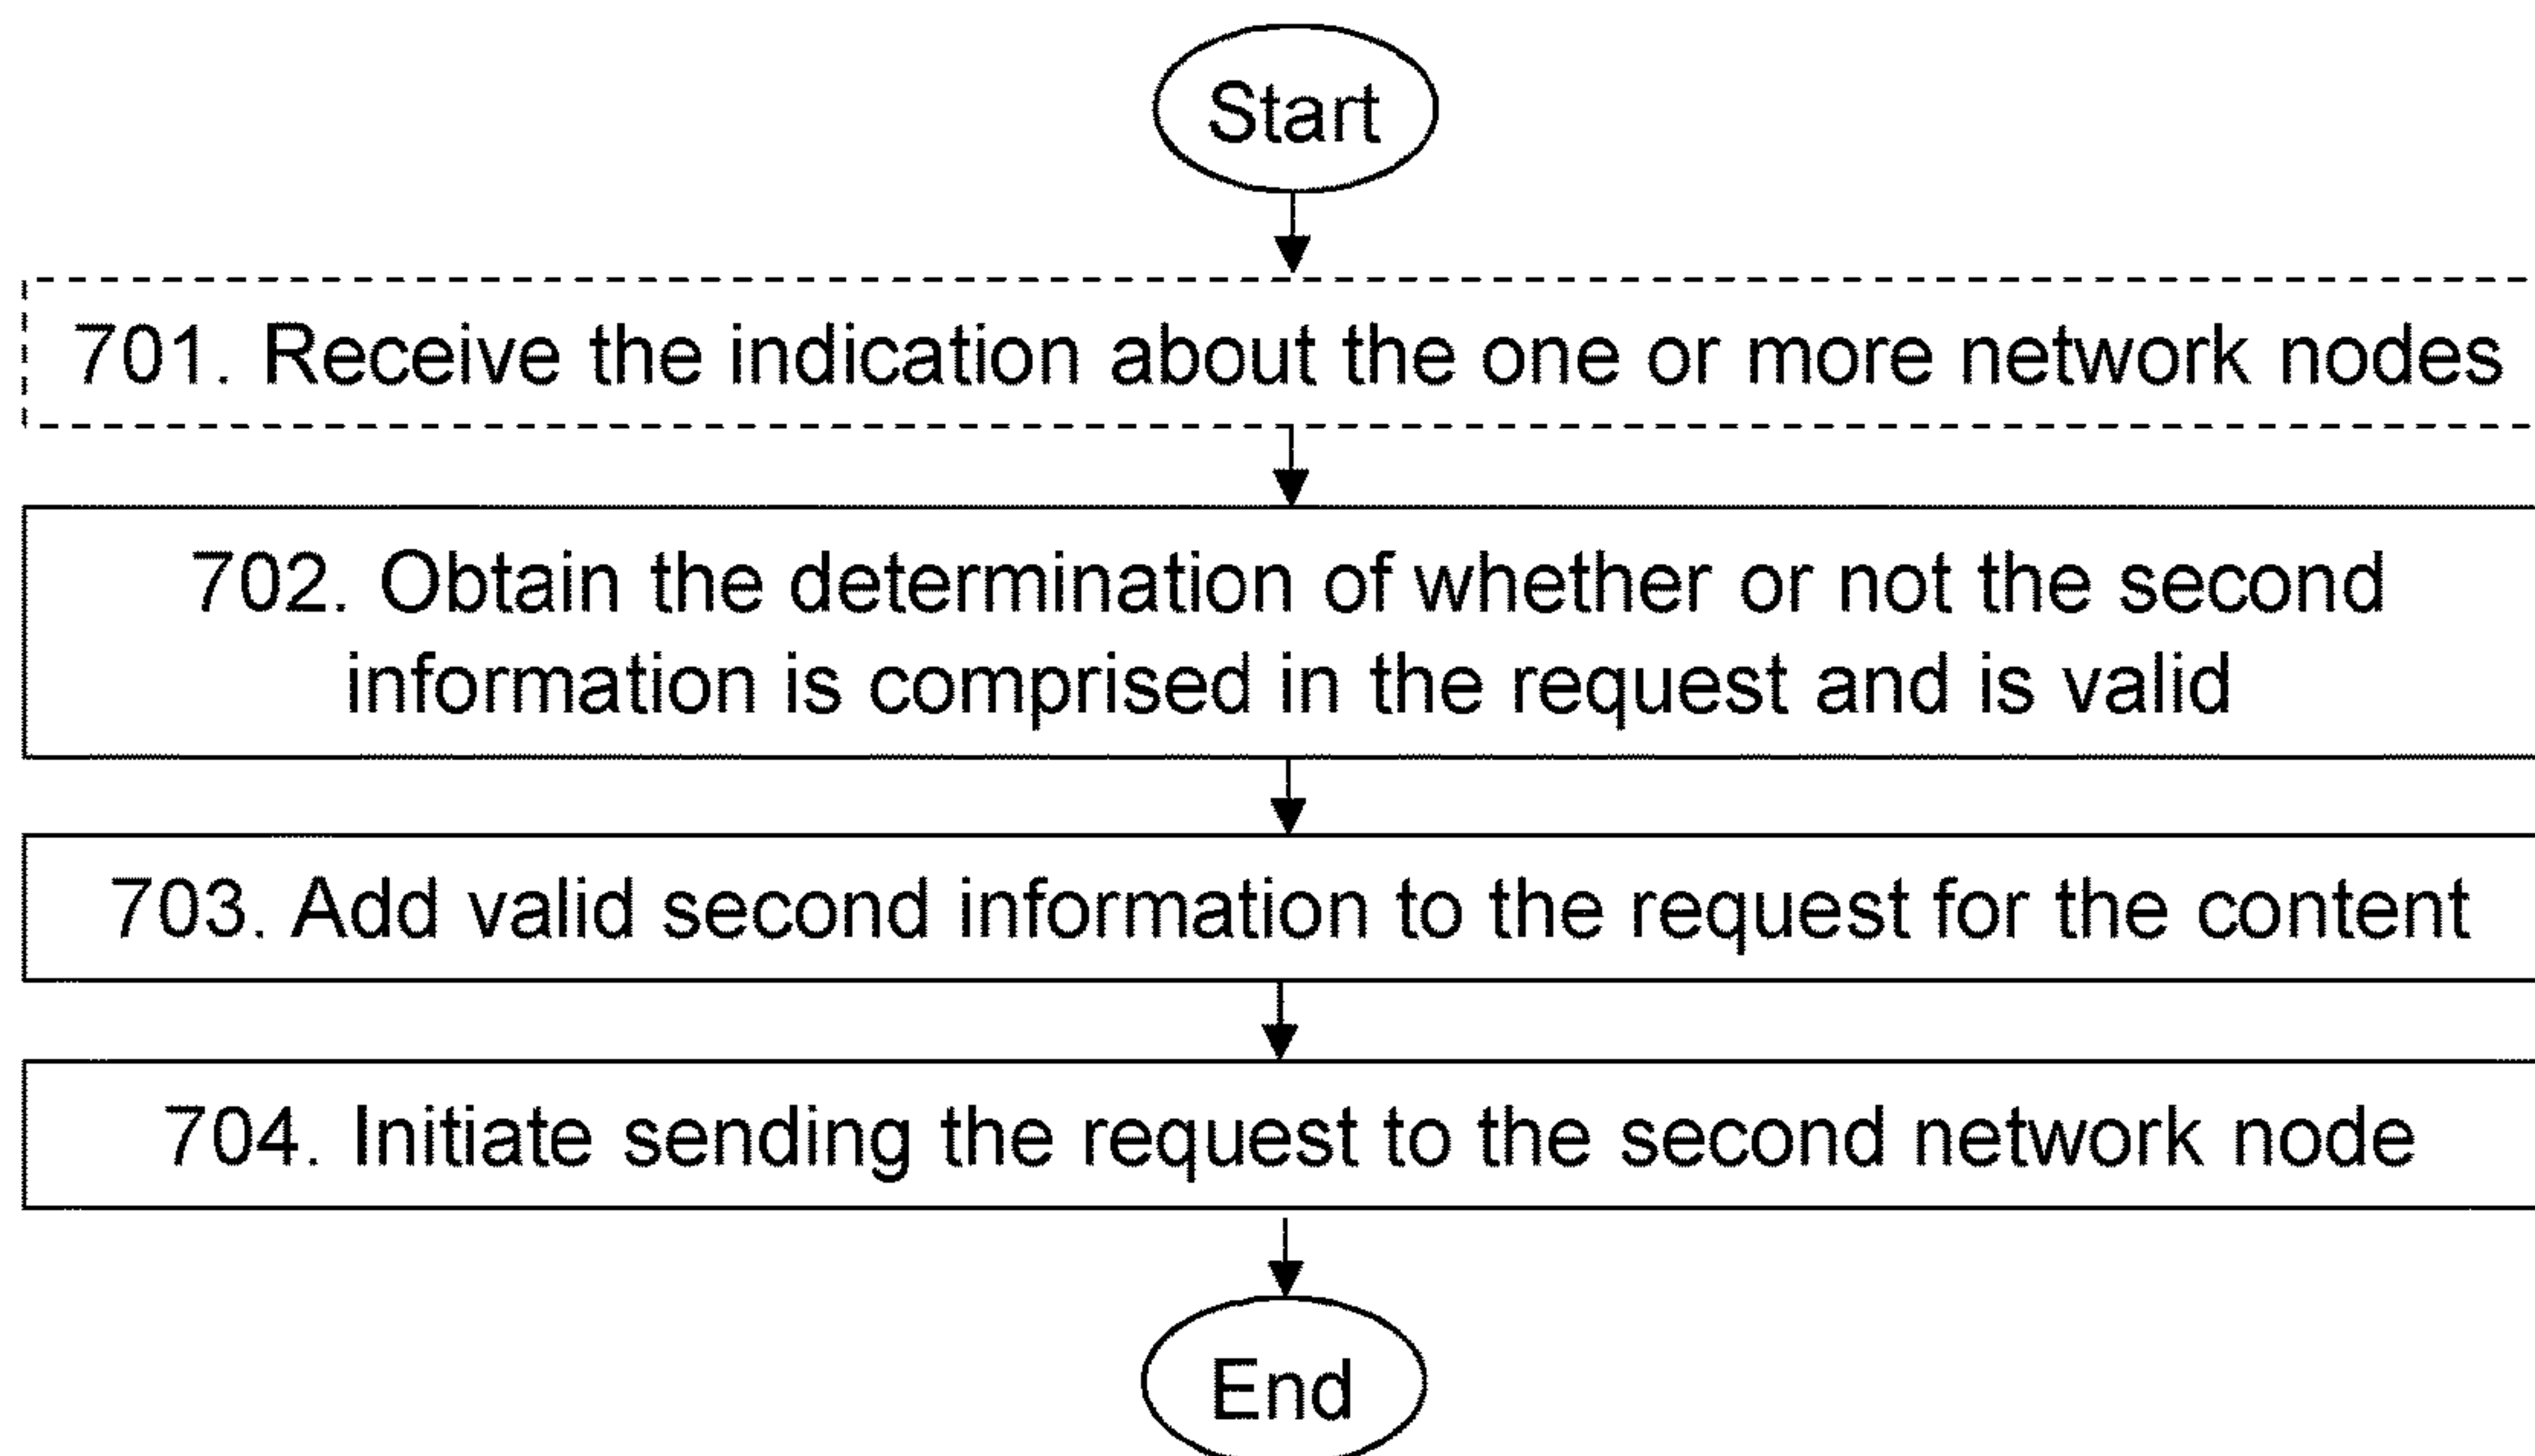 Start
701. Receive the indication about the one or more network nodes
702. Obtain the determination of whether or not the second
information is comprised in the request and is valid
703. Add valid second information to the request for the content
704. Initiate sending the request to the second network node
End